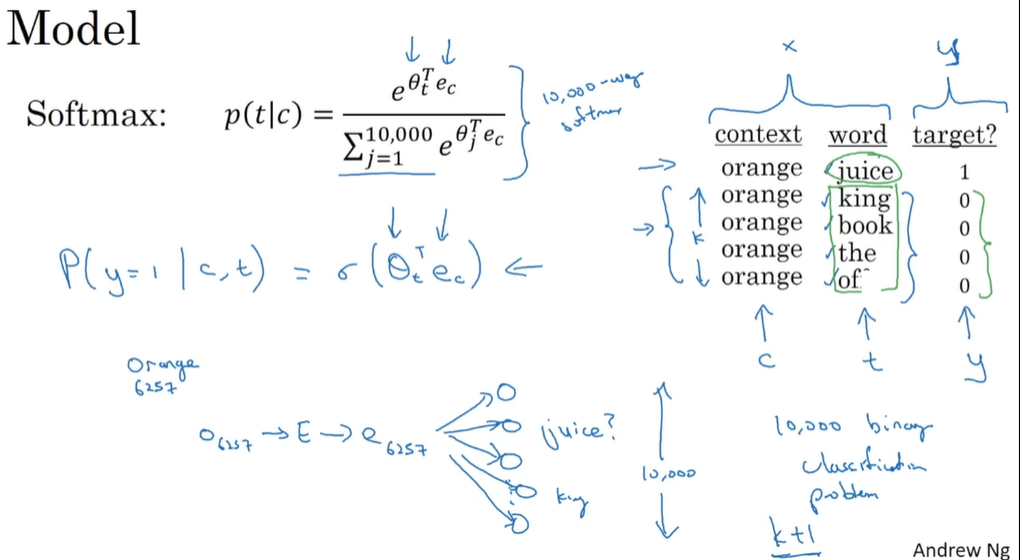 Model
Softmax: p(t|c) = e^{θ_t^T e_c} / Σ_{j=1}^{10,000} e^{θ_j^T e_c}
10,000-way
softmax
x y
context word target?
orange juice 1
orange king 0
orange book 0
orange the 0
orange of 0
k
c t y
P(y=1 | c,t) = σ(θ_t^T e_c) ←
Orange
6257
o_6257 → E → e_6257
juice?
king
10,000
10,000 binary
classification
problem
k+1
Andrew Ng